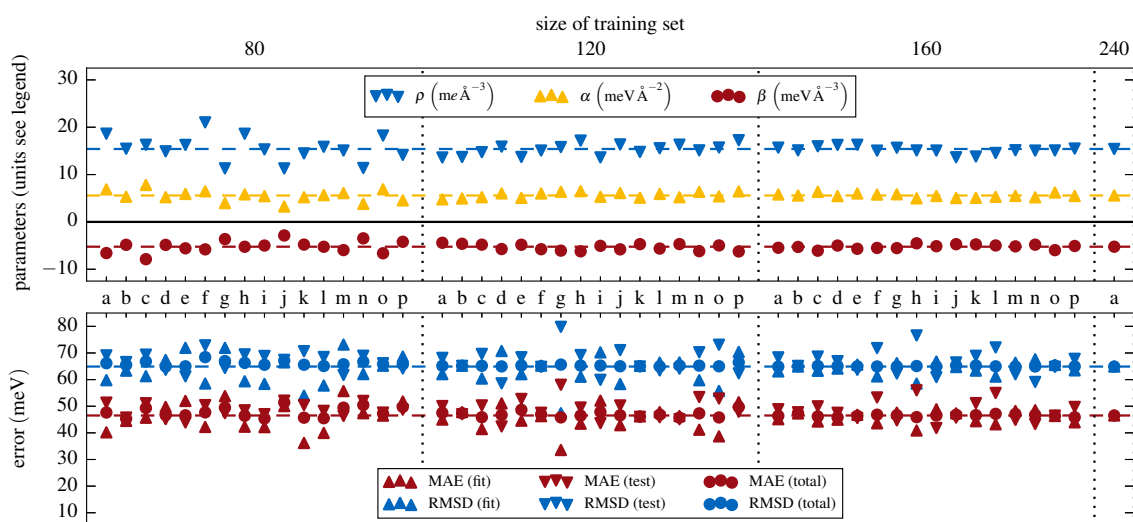 size of training set
80 120 160 240
30
ρ (meÅ⁻³) α (meVÅ⁻²) β (meVÅ⁻³)
20
10
0
−10
parameters (units see legend)
a b c d e f g h i j k l m n o p a b c d e f g h i j k l m n o p a b c d e f g h i j k l m n o p a
80
70
60
50
40
30
20
10
error (meV)
MAE (fit) MAE (test) MAE (total)
RMSD (fit) RMSD (test) RMSD (total)